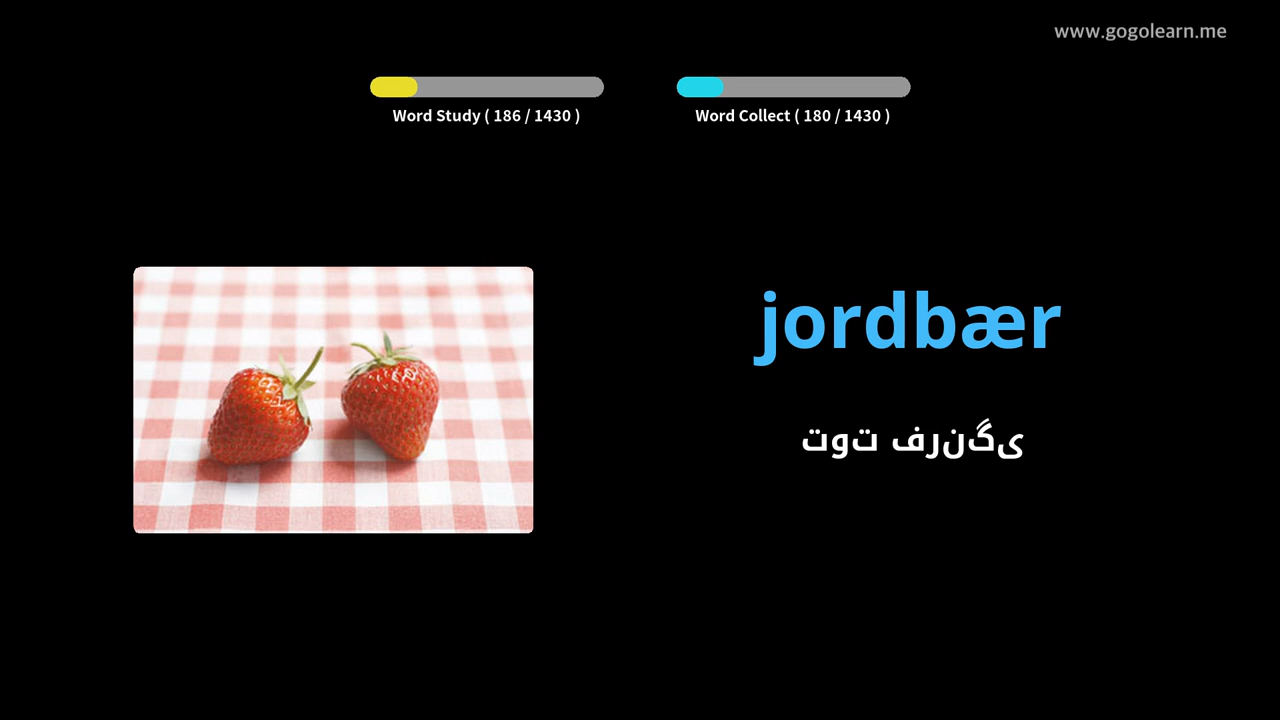 www.gogolearn.me
Word Study ( 186 / 1430 )
Word Collect ( 180 / 1430 )
jordbær
توت فرنگی